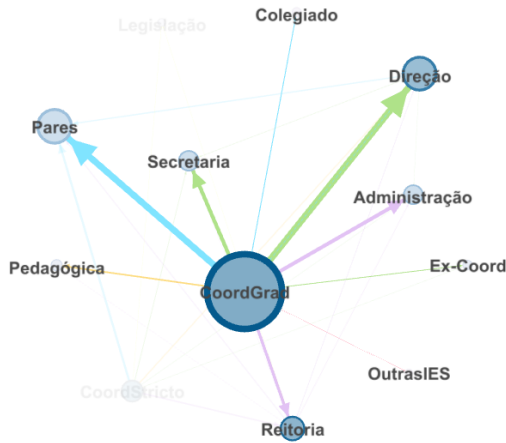 Colegiado
Legislação
Direção
Pares
Secretaria
Administração
Pedagógica
Ex-Coord
CoordGrad
OutrasIES
CoordStricto
Reitoria